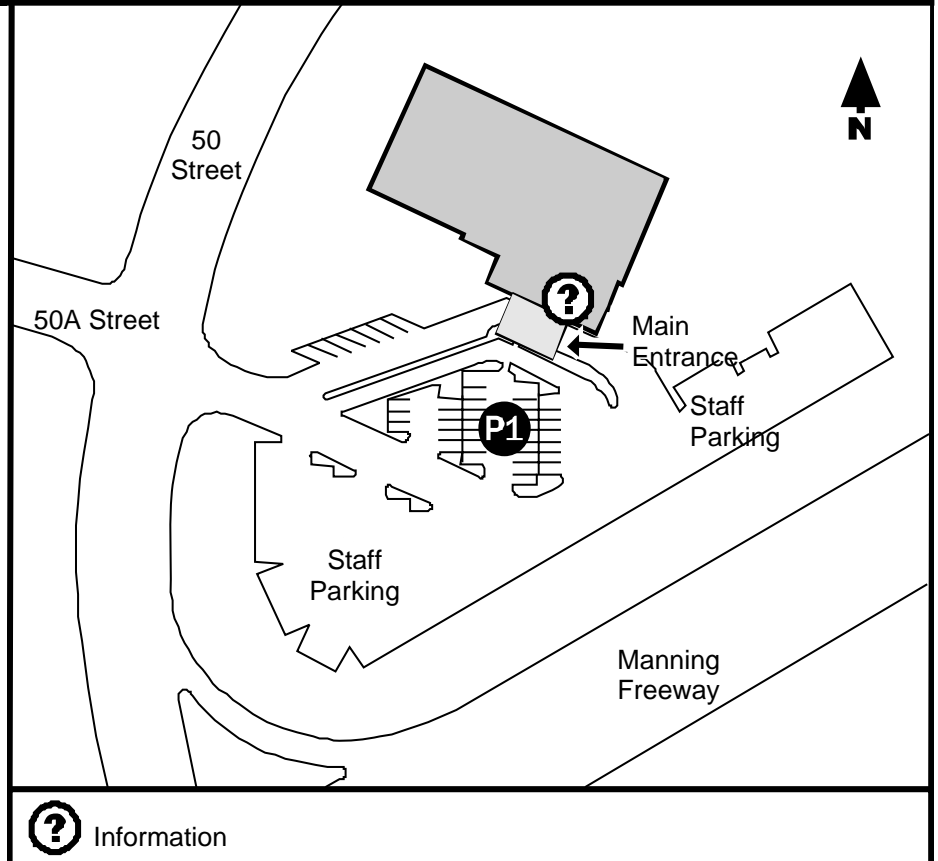 50
Street
N
50A Street
?
Main
Entrance
Staff
Parking
P1
Staff
Parking
Manning
Freeway
? Information